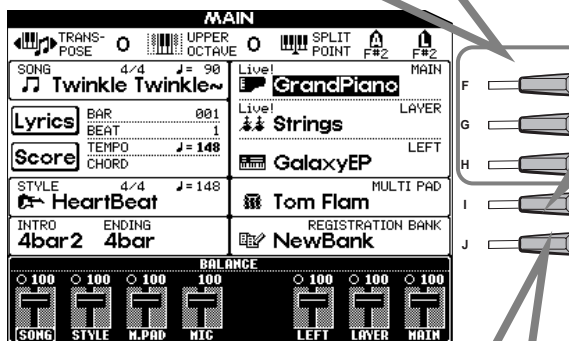 MAIN
TRANS-
POSE 0
UPPER
OCTAVE 0
SPLIT
POINT
A
F#2
L
F#2
SONG 4/4 ♩= 90
Twinkle Twinkle~
Live! MAIN
GrandPiano
Lyrics
Score
BAR 001
BEAT 1
TEMPO ♩= 148
CHORD
Live! LAYER
Strings
LEFT
GalaxyEP
STYLE 4/4 ♩= 148
HeartBeat
MULTI PAD
Tom Flam
INTRO ENDING
4bar2 4bar
REGISTRATION BANK
NewBank
BALANCE
100 100 100 100 100 100 100
SONG STYLE M.PAD MIC LEFT LAYER MAIN
F
G
H
I
J